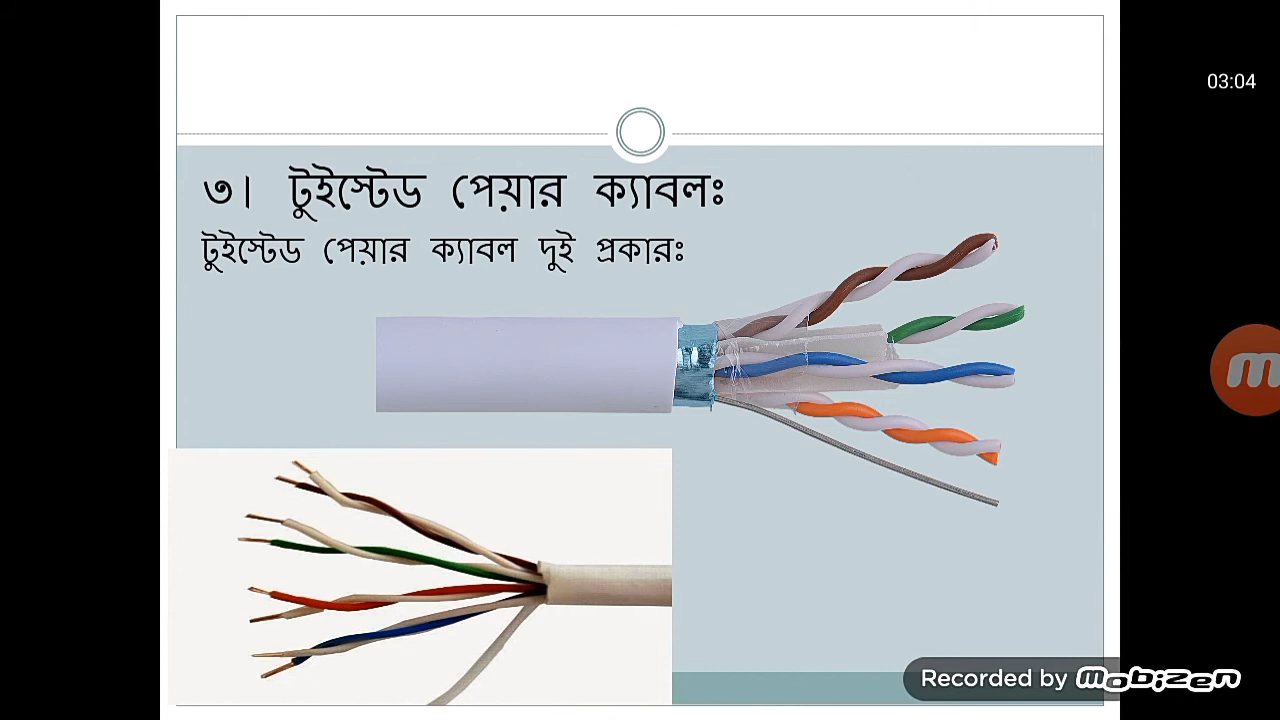 03:04
৩। টুইস্টেড পেয়ার ক্যাবলঃ
টুইস্টেড পেয়ার ক্যাবল দুই প্রকারঃ
Recorded by mobizen